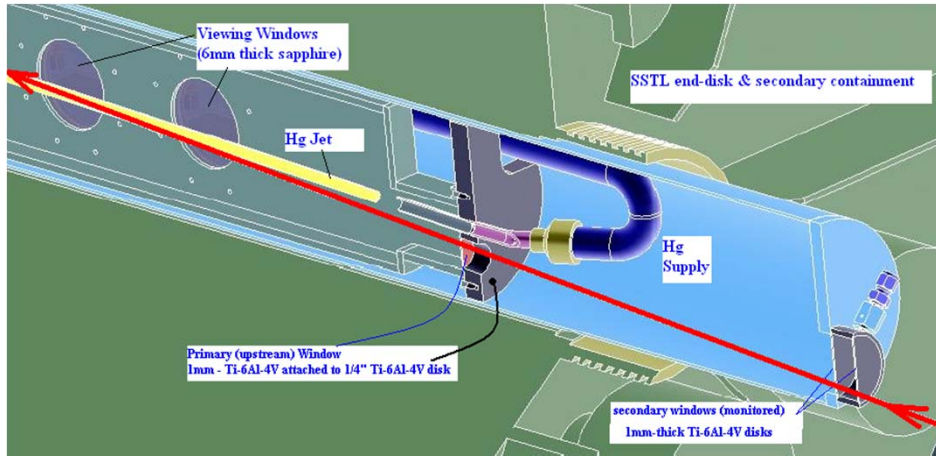 Viewing Windows
(6mm thick sapphire)
SSTL end-disk & secondary containment
Hg Jet
Hg
Supply
Primary (upstream) Window
1mm - Ti-6Al-4V attached to 1/4" Ti-6Al-4V disk
secondary windows (monitored)
1mm-thick Ti-6Al-4V disks